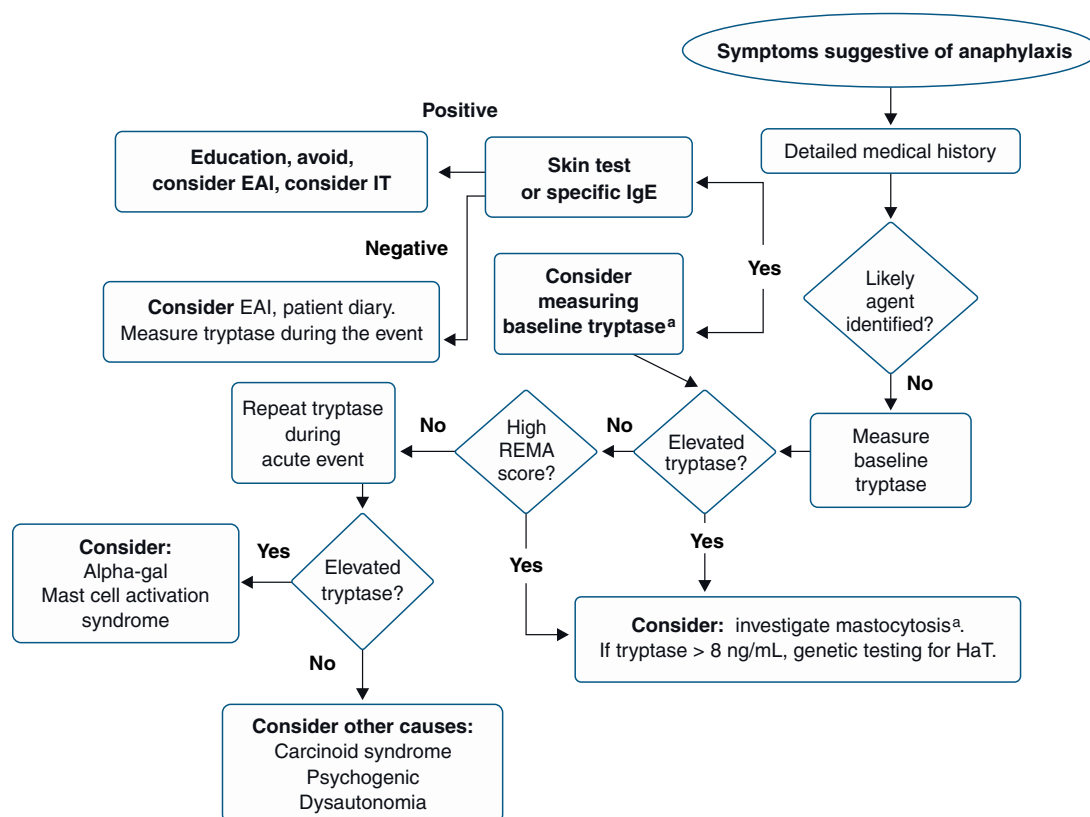 Symptoms suggestive of anaphylaxis
Detailed medical history
Likely
agent
identified?
Yes
No
Skin test
or specific IgE
Positive
Education, avoid,
consider EAI, consider IT
Negative
Consider EAI, patient diary.
Measure tryptase during the event
Consider
measuring
baseline tryptaseᵃ
Measure
baseline
tryptase
Elevated
tryptase?
No
Yes
High
REMA
score?
No
Yes
Consider: investigate mastocytosisᵃ.
If tryptase > 8 ng/mL, genetic testing for HaT.
Repeat tryptase
during
acute event
Elevated
tryptase?
Yes
Consider:
Alpha-gal
Mast cell activation
syndrome
No
Consider other causes:
Carcinoid syndrome
Psychogenic
Dysautonomia